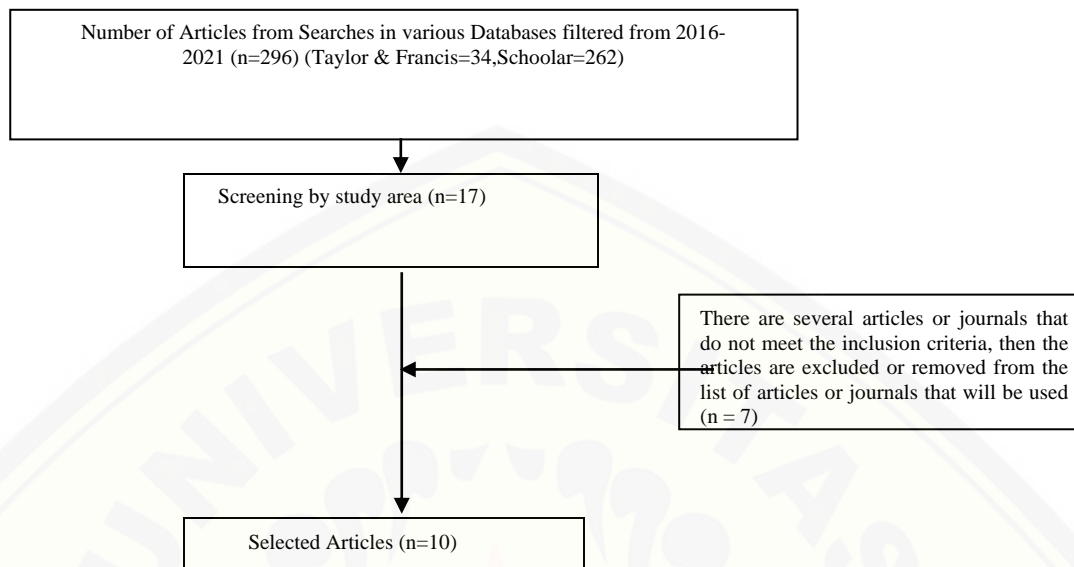 Number of Articles from Searches in various Databases filtered from 2016-
2021 (n=296) (Taylor & Francis=34,Schoolar=262)
Screening by study area (n=17)
There are several articles or journals that
do not meet the inclusion criteria, then the
articles are excluded or removed from the
list of articles or journals that will be used
(n = 7)
Selected Articles (n=10)
UNIVERSITAS